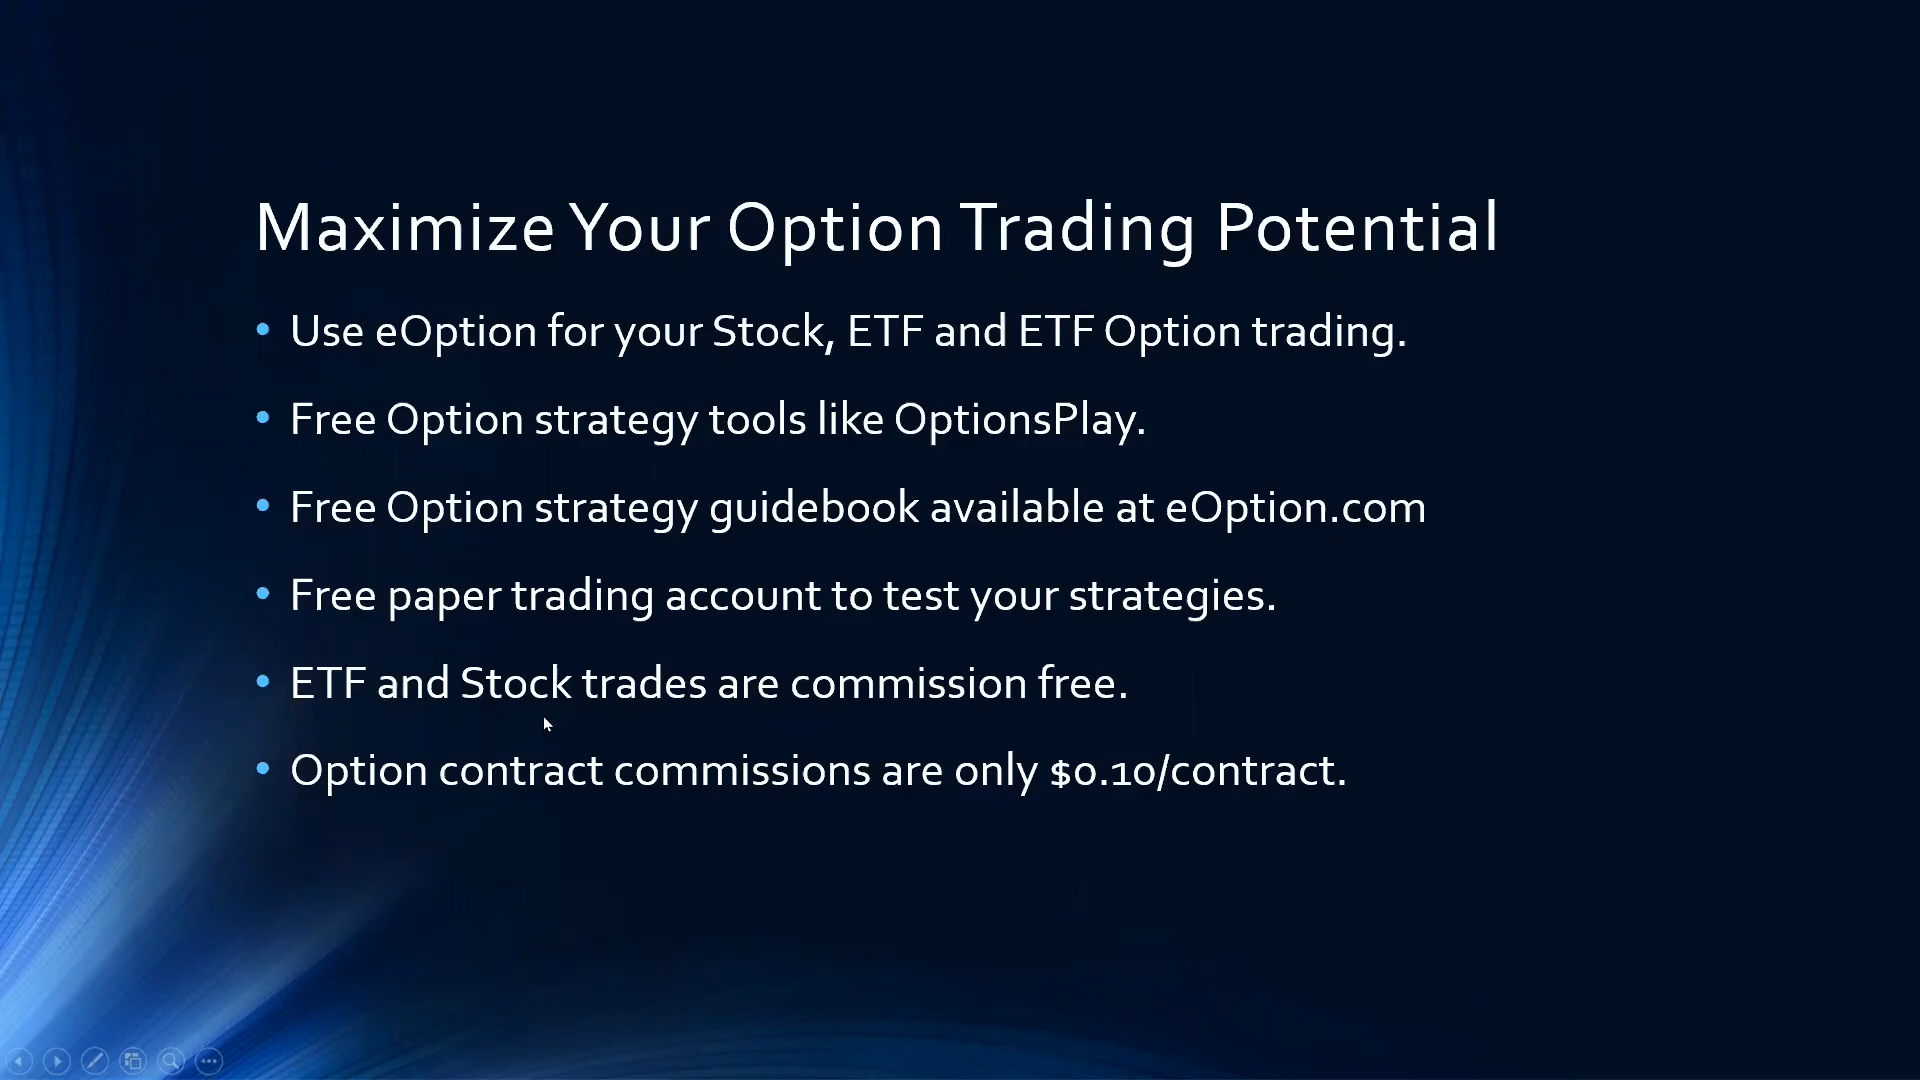 Maximize Your Option Trading Potential
• Use eOption for your Stock, ETF and ETF Option trading.
• Free Option strategy tools like OptionsPlay.
• Free Option strategy guidebook available at eOption.com
• Free paper trading account to test your strategies.
• ETF and Stock trades are commission free.
• Option contract commissions are only $0.10/contract.